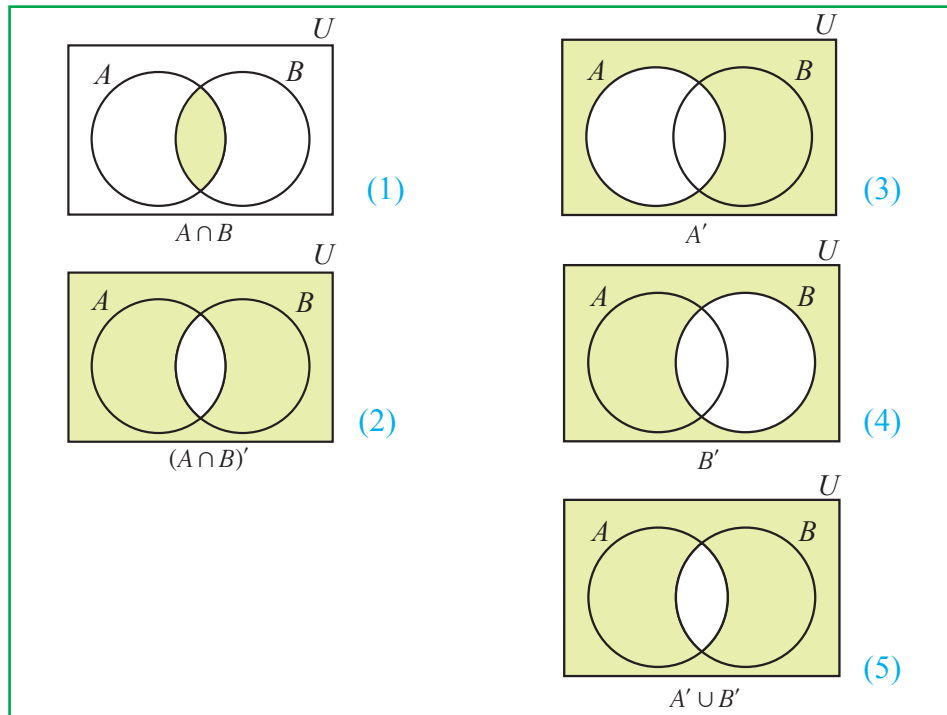 U
A B
(1)
A ∩ B
U
A B
(2)
(A ∩ B)′
U
A B
(3)
A′
U
A B
(4)
B′
U
A B
(5)
A′ ∪ B′